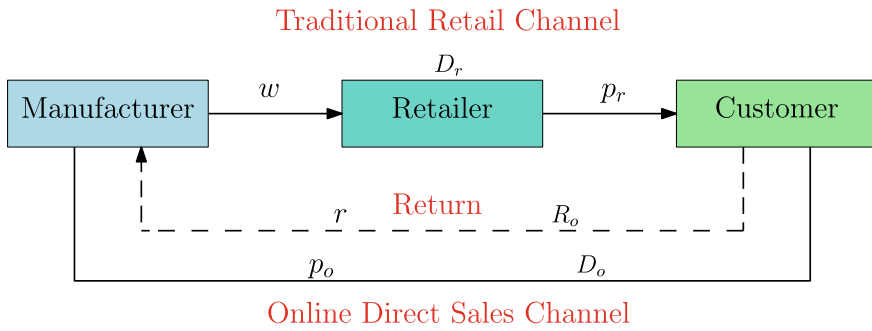 Traditional Retail Channel
D_r
Manufacturer w Retailer p_r Customer
Return
r R_o
p_o D_o
Online Direct Sales Channel